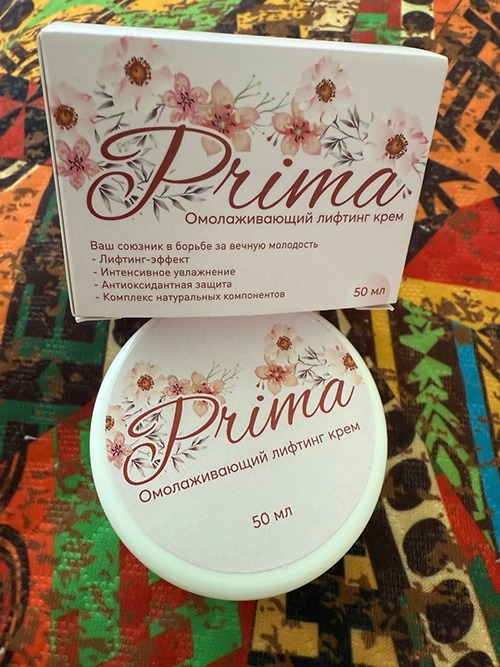 Prima
Омолаживающий лифтинг крем
Ваш союзник в борьбе за вечную молодость
- Лифтинг-эффект
- Интенсивное увлажнение
- Антиоксидантная защита
- Комплекс натуральных компонентов
50 мл
Prima
Омолаживающий лифтинг крем
50 мл